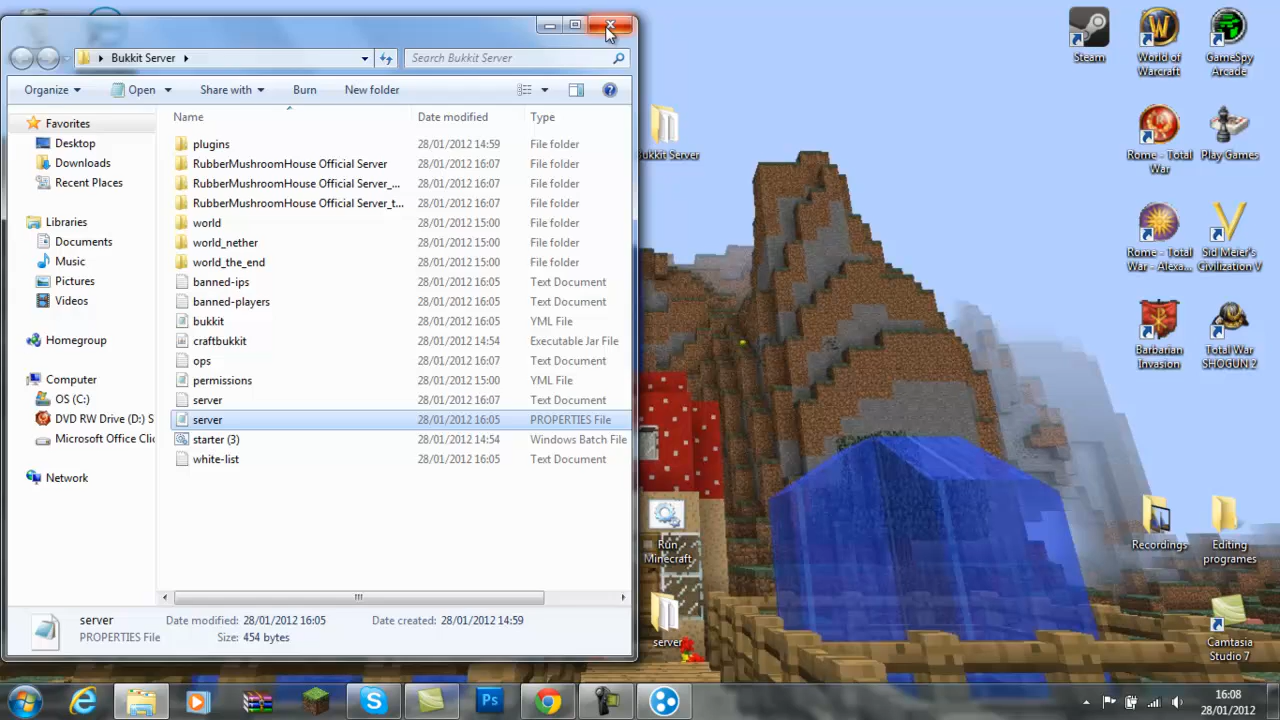 Bukkit Server
Search Bukkit Server
Organize Open Share with Burn New folder
Name Date modified Type
Favorites
Desktop
Downloads
Recent Places
Libraries
Documents
Music
Pictures
Videos
Homegroup
Computer
OS (C:)
DVD RW Drive (D:) S
Microsoft Office Clic
Network
plugins 28/01/2012 14:59 File folder
RubberMushroomHouse Official Server 28/01/2012 16:07 File folder
RubberMushroomHouse Official Server_... 28/01/2012 16:07 File folder
RubberMushroomHouse Official Server_t... 28/01/2012 16:07 File folder
world 28/01/2012 15:00 File folder
world_nether 28/01/2012 15:00 File folder
world_the_end 28/01/2012 15:00 File folder
banned-ips 28/01/2012 16:05 Text Document
banned-players 28/01/2012 16:05 Text Document
bukkit 28/01/2012 16:05 YML File
craftbukkit 28/01/2012 14:54 Executable Jar File
ops 28/01/2012 16:07 Text Document
permissions 28/01/2012 15:00 YML File
server 28/01/2012 16:07 Text Document
server 28/01/2012 16:05 PROPERTIES File
starter (3) 28/01/2012 14:54 Windows Batch File
white-list 28/01/2012 16:05 Text Document
server Date modified: 28/01/2012 16:05 Date created: 28/01/2012 14:59
PROPERTIES File Size: 454 bytes
Bukkit Server
Run
Minecraft
server
Steam
World of
Warcraft
GameSpy
Arcade
Rome - Total
War
Play Games
Rome - Total
War - Alexa...
Sid Meier's
Civilization V
Barbarian
Invasion
Total War
SHOGUN 2
Recordings
Editing
programes
Camtasia
Studio 7
Ps
16:08
28/01/2012